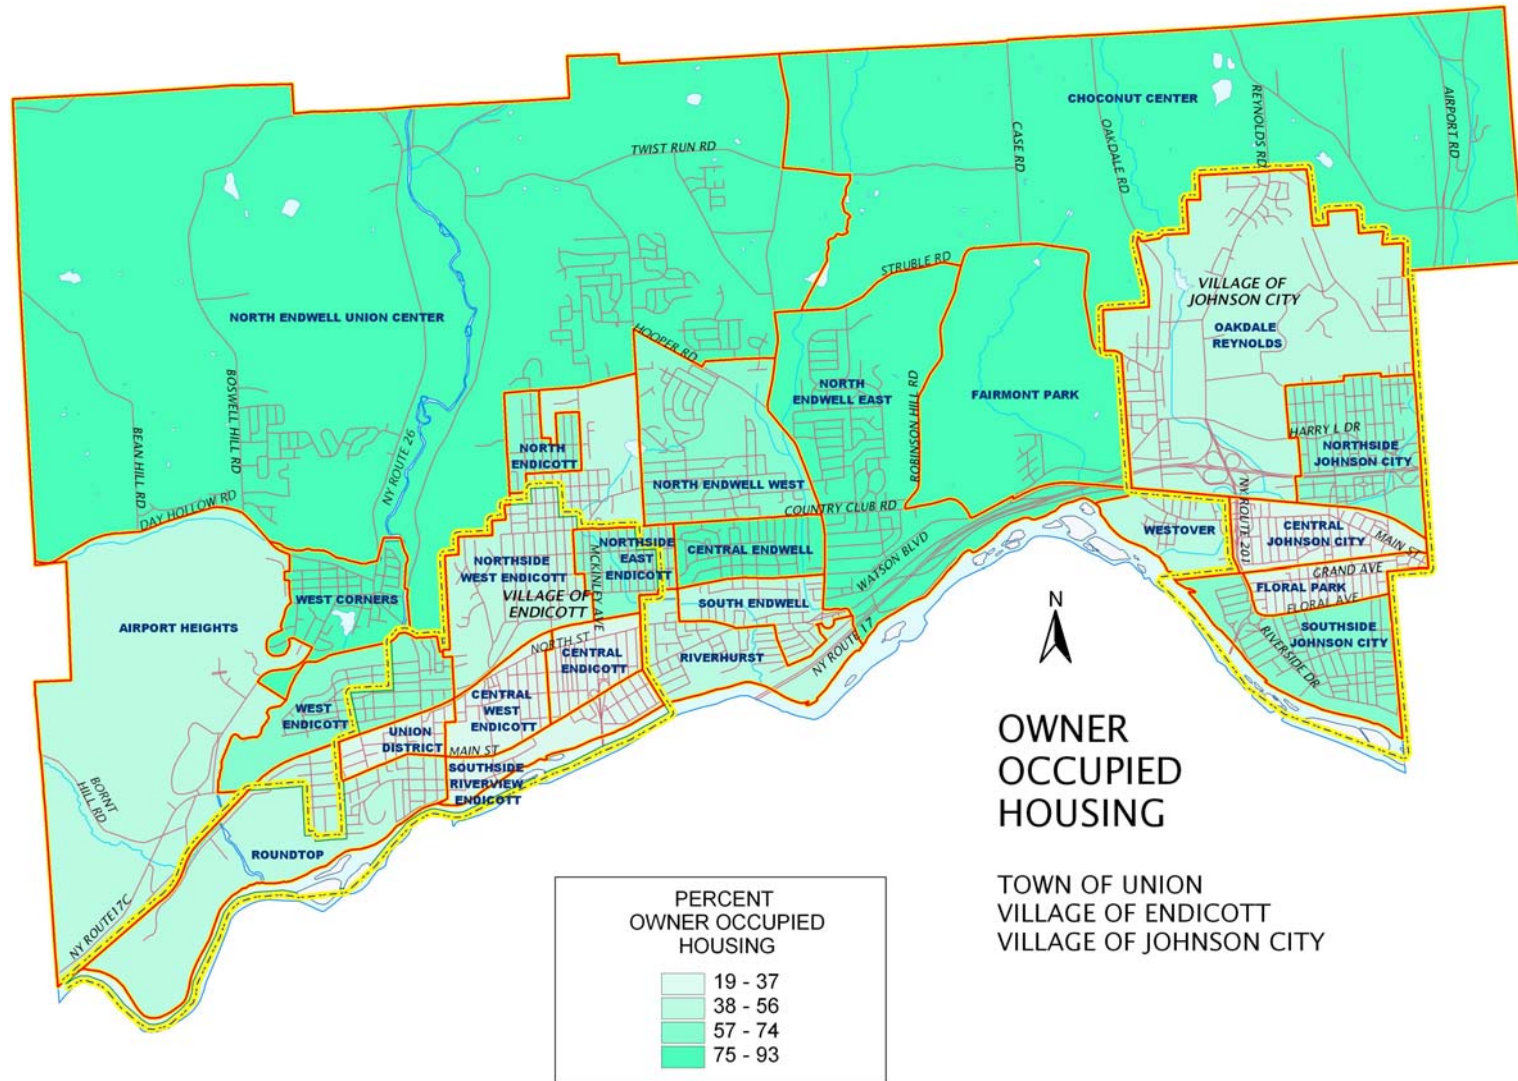 CHOCONUT CENTER
CASE RD
OAKDALE RD
REYNOLDS RD
AIRPORT RD
TWIST RUN RD
STRUBLE RD
VILLAGE OF
JOHNSON CITY
OAKDALE
REYNOLDS
NORTH ENDWELL UNION CENTER
HOOPER RD
BOSWELL HILL RD
BEAN HILL RD
NY ROUTE 26
DAY HOLLOW RD
NORTH
ENDWELL EAST
ROBINSON HILL RD
FAIRMONT PARK
HARRY L DR
NORTHSIDE
JOHNSON CITY
NORTH
ENDICOTT
NORTH ENDWELL WEST
COUNTRY CLUB RD
NY ROUTE 201
WESTOVER
CENTRAL
JOHNSON CITY
MAIN ST
GRAND AVE
FLORAL PARK
FLORAL AVE
SOUTHSIDE
JOHNSON CITY
RIVERSIDE DR
NORTHSIDE
WEST ENDICOTT
MCKINLEY AVE
NORTHSIDE
EAST
ENDICOTT
CENTRAL ENDWELL
WATSON BLVD
VILLAGE OF
ENDICOTT
WEST CORNERS
SOUTH ENDWELL
AIRPORT HEIGHTS
NORTH ST
CENTRAL
ENDICOTT
RIVERHURST
NY ROUTE 17
WEST
ENDICOTT
CENTRAL
WEST
ENDICOTT
UNION
DISTRICT
MAIN ST
SOUTHSIDE
RIVERVIEW
ENDICOTT
BORNT
HILL RD
ROUNDTOP
NY ROUTE17C
N
OWNER
OCCUPIED
HOUSING
TOWN OF UNION
VILLAGE OF ENDICOTT
VILLAGE OF JOHNSON CITY
PERCENT
OWNER OCCUPIED
HOUSING
19 - 37
38 - 56
57 - 74
75 - 93